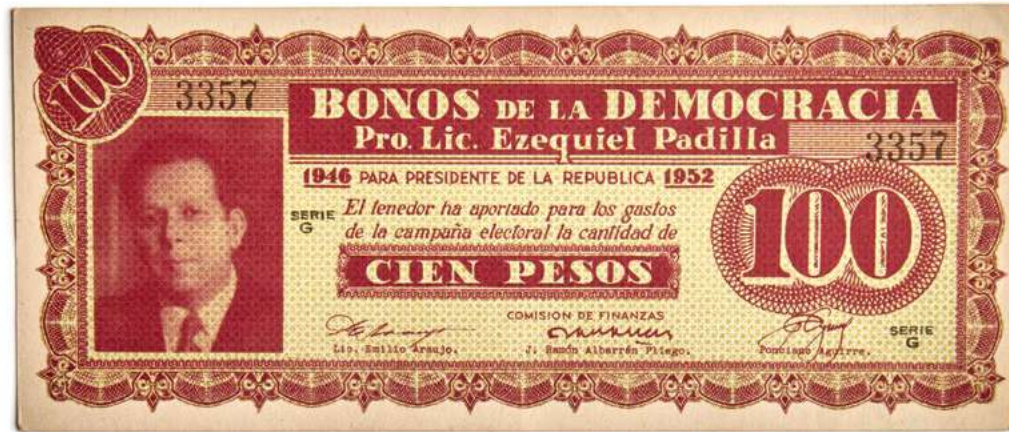 100
3357
BONOS DE LA DEMOCRACIA
Pro. Lic. Ezequiel Padilla
3357
1946 PARA PRESIDENTE DE LA REPUBLICA 1952
SERIE G
El tenedor ha aportado para los gastos
de la campaña electoral la cantidad de
100
CIEN PESOS
COMISION DE FINANZAS
Lic. Emilio Araujo.
J. Ramón Albarrán Pliego.
Ponciano Aguirre.
SERIE G